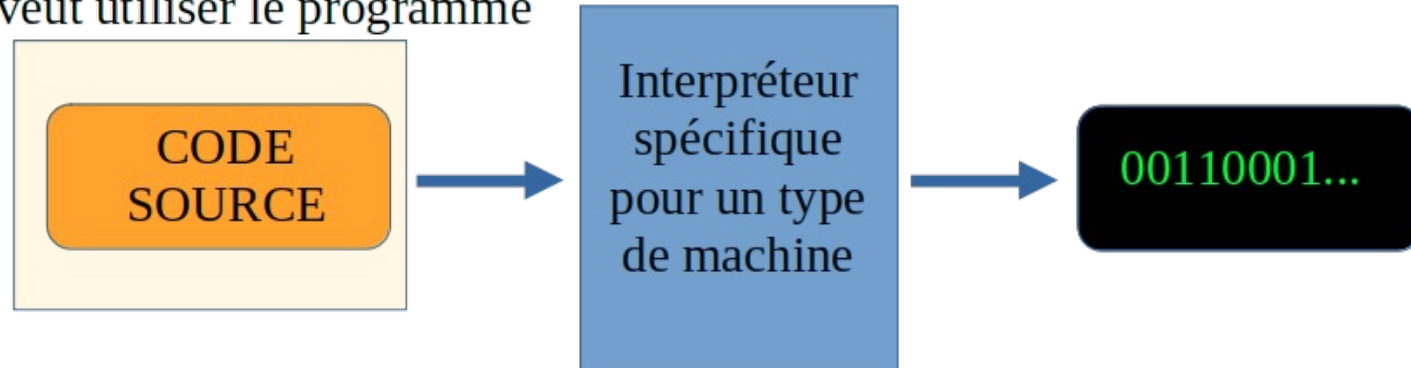 veut utiliser le programme
CODE
SOURCE
Interpréteur
spécifique
pour un type
de machine
00110001...